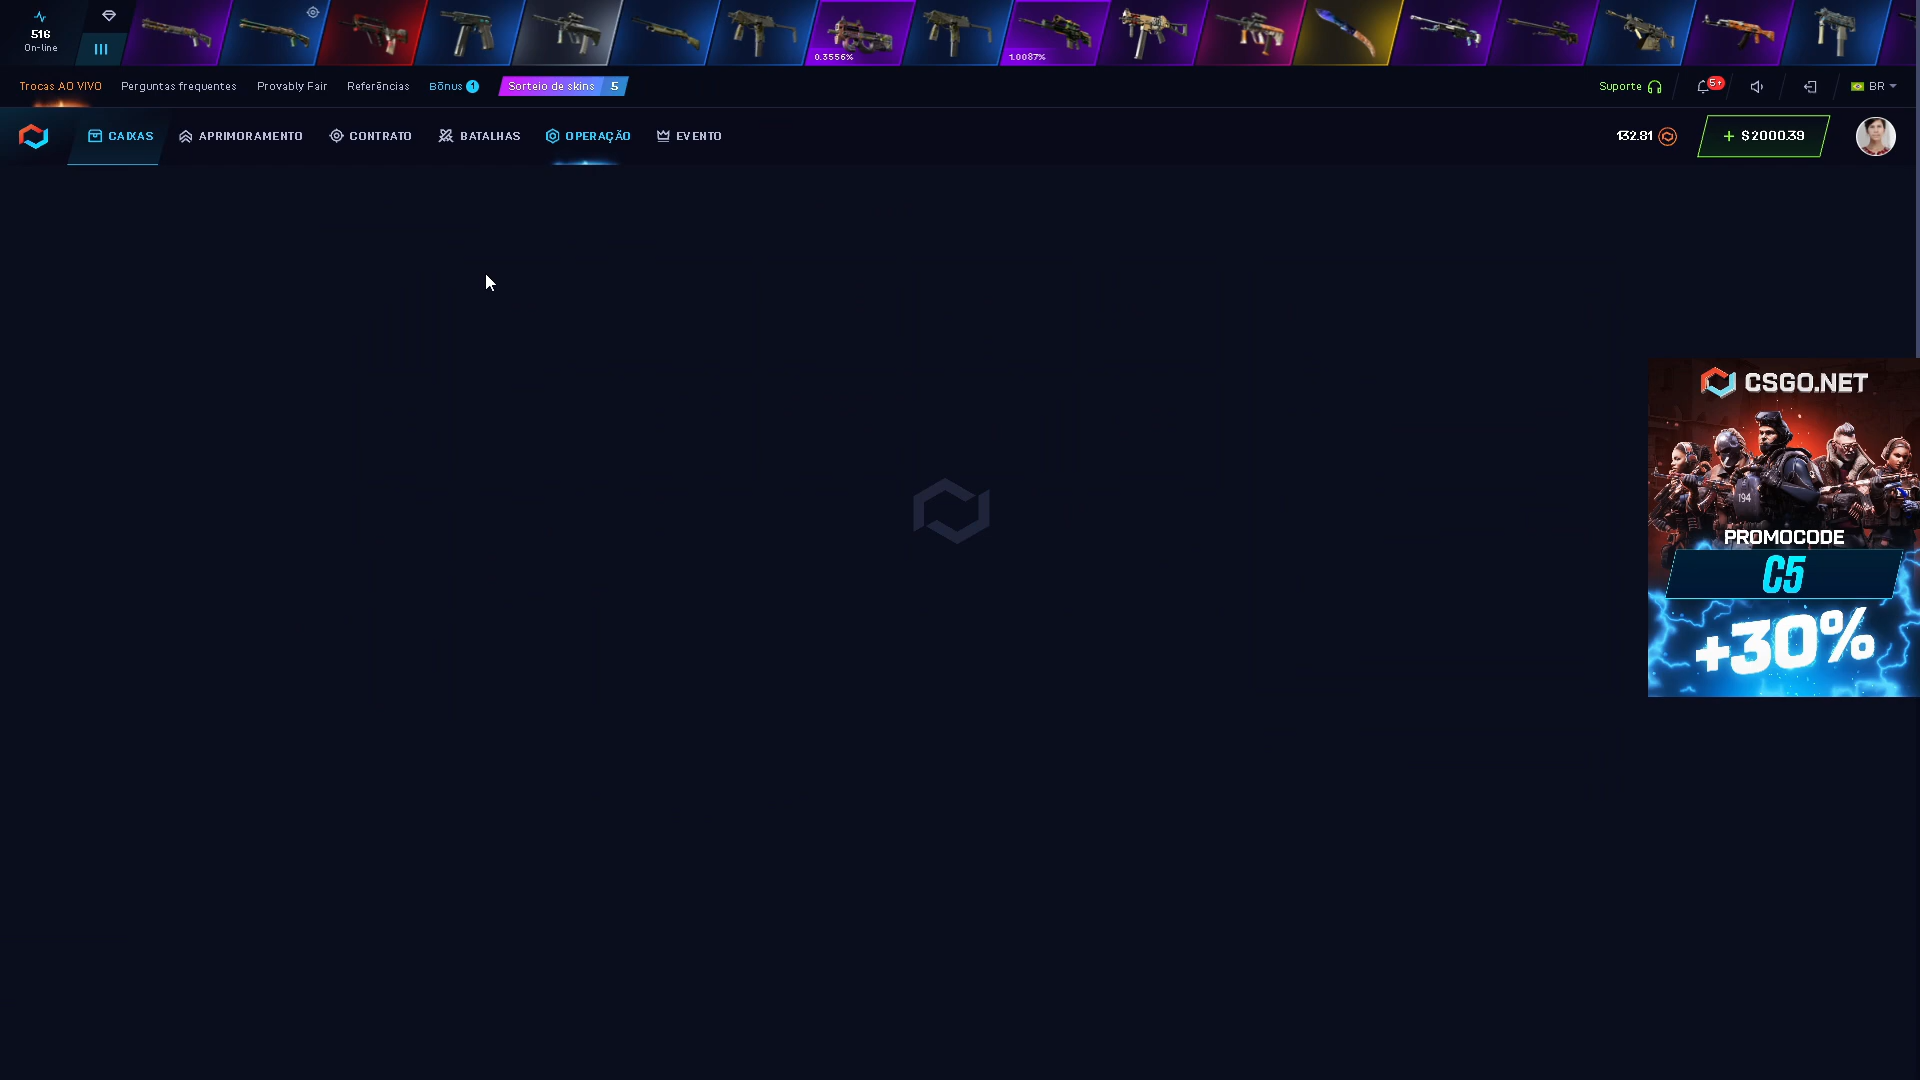 516
On-line
0.3556%
1.0087%
Trocas AO VIVO
Perguntas frequentes
Provably Fair
Referências
Bônus 1
Sorteio de skins 5
Suporte
5+
BR
CAIXAS
APRIMORAMENTO
CONTRATO
BATALHAS
OPERAÇÃO
EVENTO
132.81
+ $2000.39
CSGO.NET
194
PROMOCODE
C5
+30%